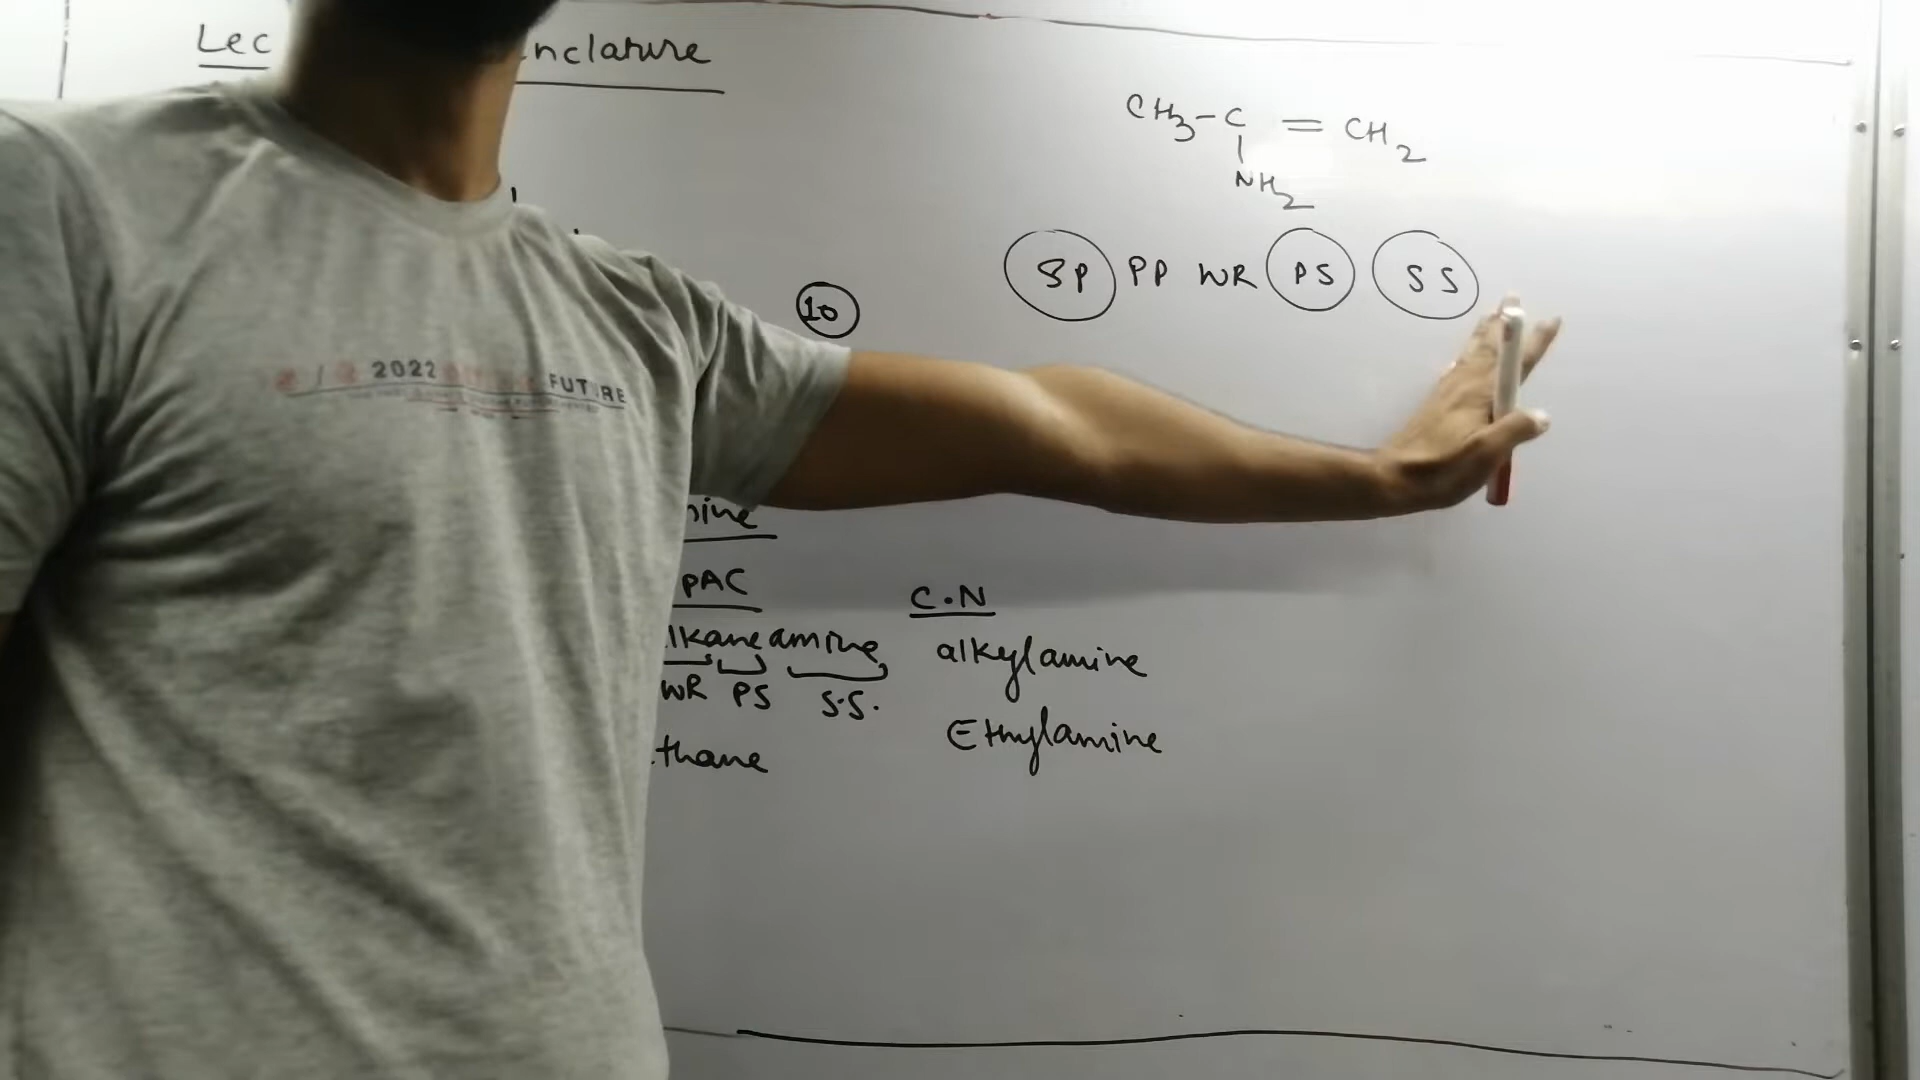 Lec nclature
CH3-C = CH2
NH2
SP PP WR PS SS
10
2022 FUTURE
mine
PAC
C.N
lkaneamine
alkylamine
WR PS S.S.
Ethylamine
thane